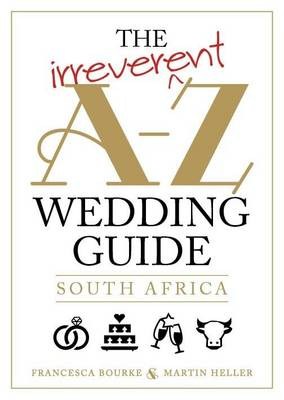 THE
irreverent
A-Z
WEDDING
GUIDE
SOUTH AFRICA
FRANCESCA BOURKE & MARTIN HELLER